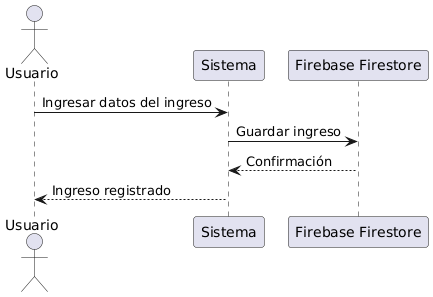 Usuario
Sistema
Firebase Firestore
Ingresar datos del ingreso
Guardar ingreso
Confirmación
Ingreso registrado
Usuario
Sistema
Firebase Firestore